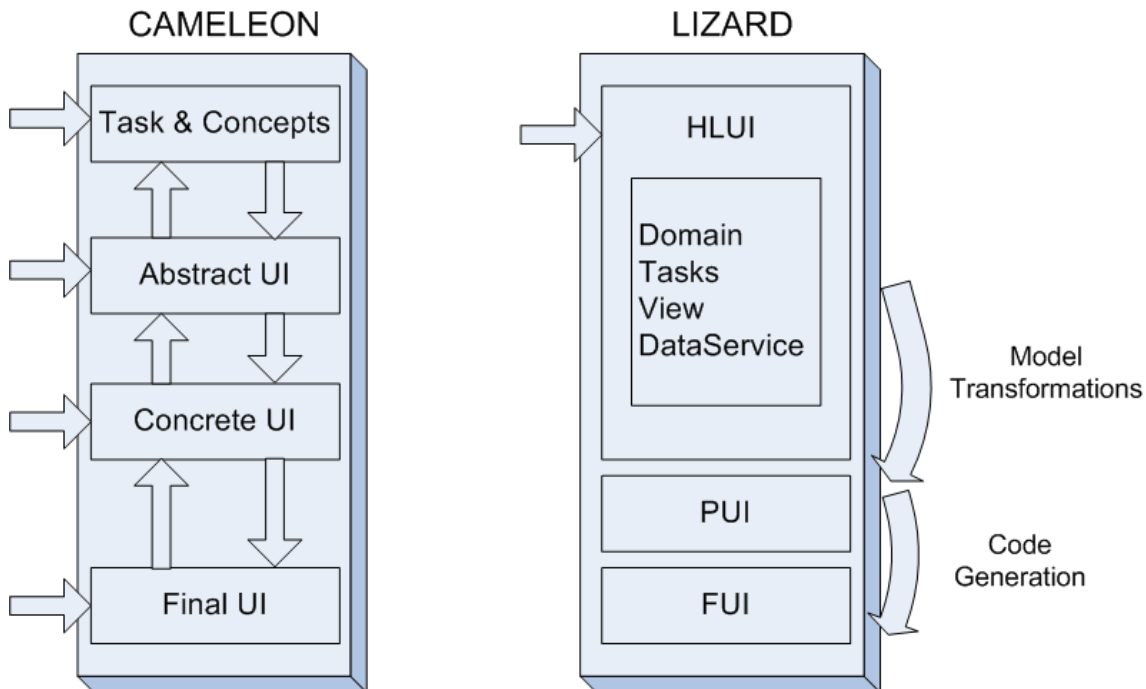 CAMELEON
Task & Concepts
Abstract UI
Concrete UI
Final UI
LIZARD
HLUI
Domain
Tasks
View
DataService
PUI
FUI
Model
Transformations
Code
Generation